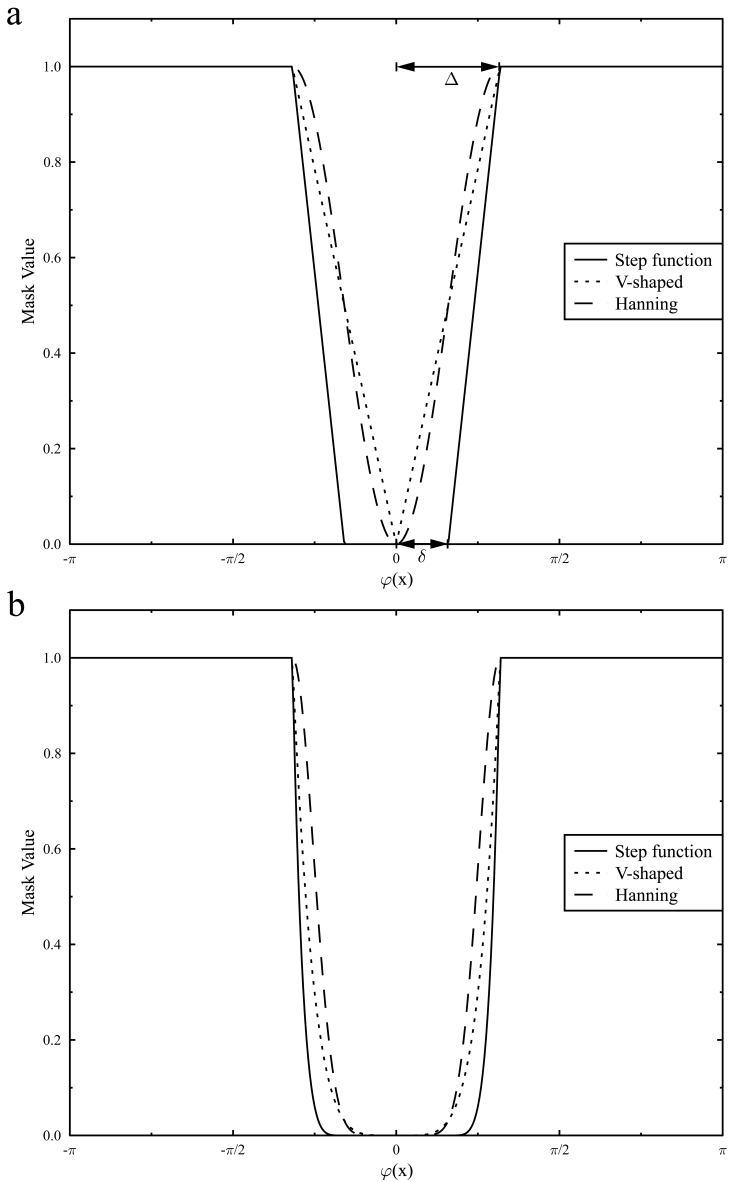 a
1.0
Δ
0.8
0.6
Mask Value
Step function
V-shaped
Hanning
0.4
0.2
0.0
δ
-π -π/2 0 π/2 π
φ(x)
b
1.0
0.8
0.6
Mask Value
Step function
V-shaped
Hanning
0.4
0.2
0.0
-π -π/2 0 π/2 π
φ(x)